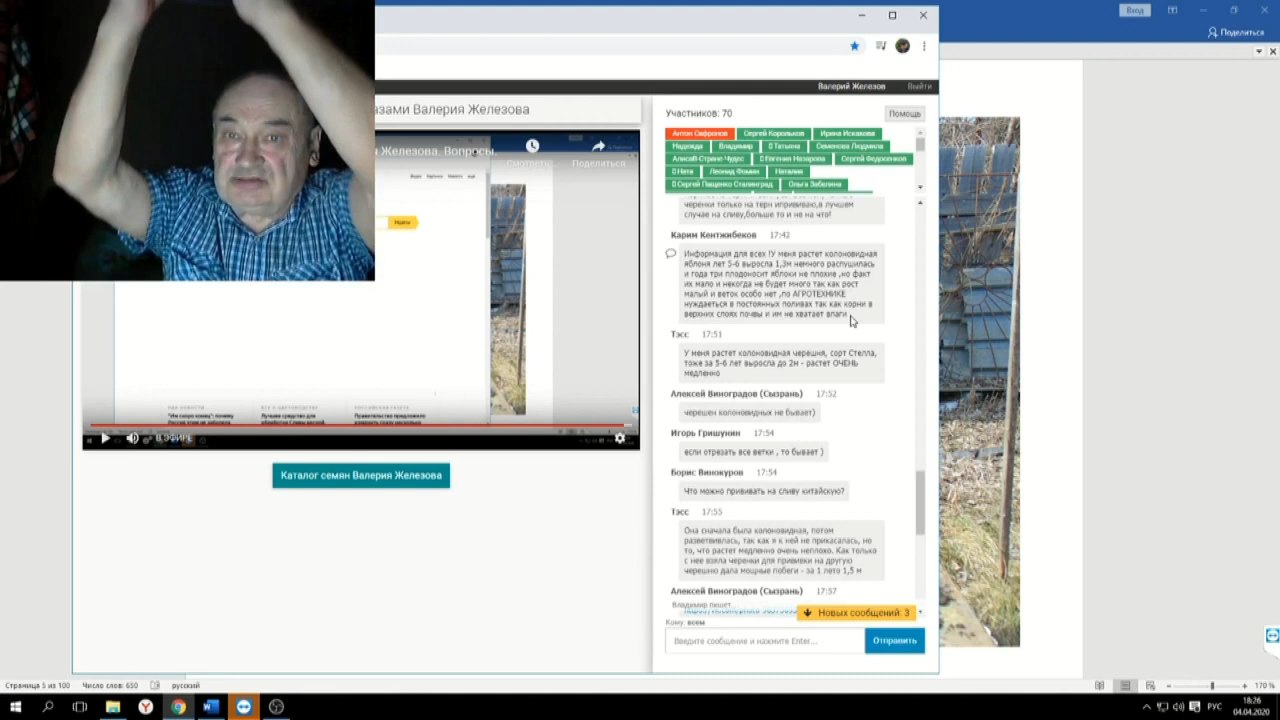 Вход
Поделиться
Валерий Железов
Выйти
азами Валерия Железова
Участников: 70
Помощь
Антон Сафронов
Сергей Корольков
Ирина Искакова
Надежда
Владимир
Татьяна
Семенова Людмила
Евгения Назарова
Сергей Федосенков
Ната
Леонид Фомин
Наталия
Сергей Пащенко Сталинград
Ольга Забелина
я Железова. Вопросы.
Смотреть
Поделиться
Найти
черенки только на терн иприививаю,в лучшем
случае на сливу,больше то и не на что!
Карим Кентжибеков 17:42
Информация для всех !У меня растет колоновидная
яблоня лет 5-6 выросла 1,3м немного распушилась
и года три плодоносит яблоки не плохие ,но факт
их мало и некогда не будет много так как рост
малый и веток особо нет ,по АГРОТЕХНИКЕ
нуждаеться в постоянных поливах так как корни в
верхних слоях почвы и им не хватает влаги
Тэсс 17:51
У меня растет колоновидная черешня, сорт Стелла,
тоже за 5-6 лет выросла до 2м - растет ОЧЕНЬ
медленно
Алексей Виноградов (Сызрань) 17:52
черешен колоновидных не бывает)
Игорь Гришунин 17:54
если отрезать все ветки , то бывает )
Борис Винокуров 17:54
Что можно прививать на сливу китайскую?
Тэсс 17:55
Она сначала была колоновидная, потом
разветвилась, так как я к ней не прикасалась, но
то, что растет медленно очень неплохо. Как только
с нее взяла черенки для прививки на другую
черешню дала мощные побеги - за 1 лето 1,5 м
Алексей Виноградов (Сызрань) 17:57
Владимир пишет
Новых сообщений: 3
Кому: всем
Введите сообщение и нажмите Enter...
Отправить
В ЭФИРЕ
Каталог семян Валерия Железова
Страница 5 из 100
Число слов: 650
русский
170 %
РУС
18:26
04.04.2020